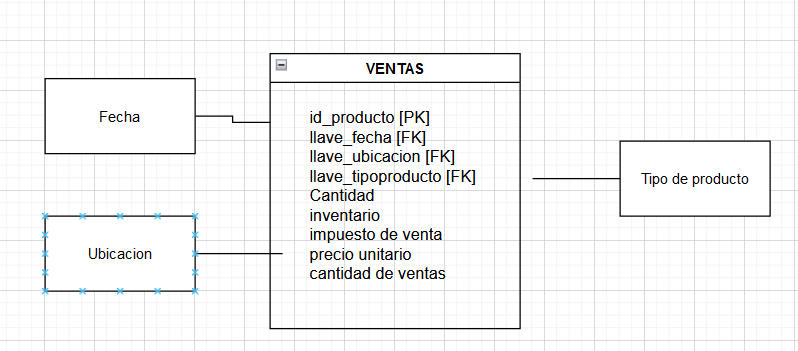 VENTAS
Fecha
id_producto [PK]
llave_fecha [FK]
llave_ubicacion [FK]
llave_tipoproducto [FK]
Cantidad
inventario
impuesto de venta
precio unitario
cantidad de ventas
Ubicacion
Tipo de producto